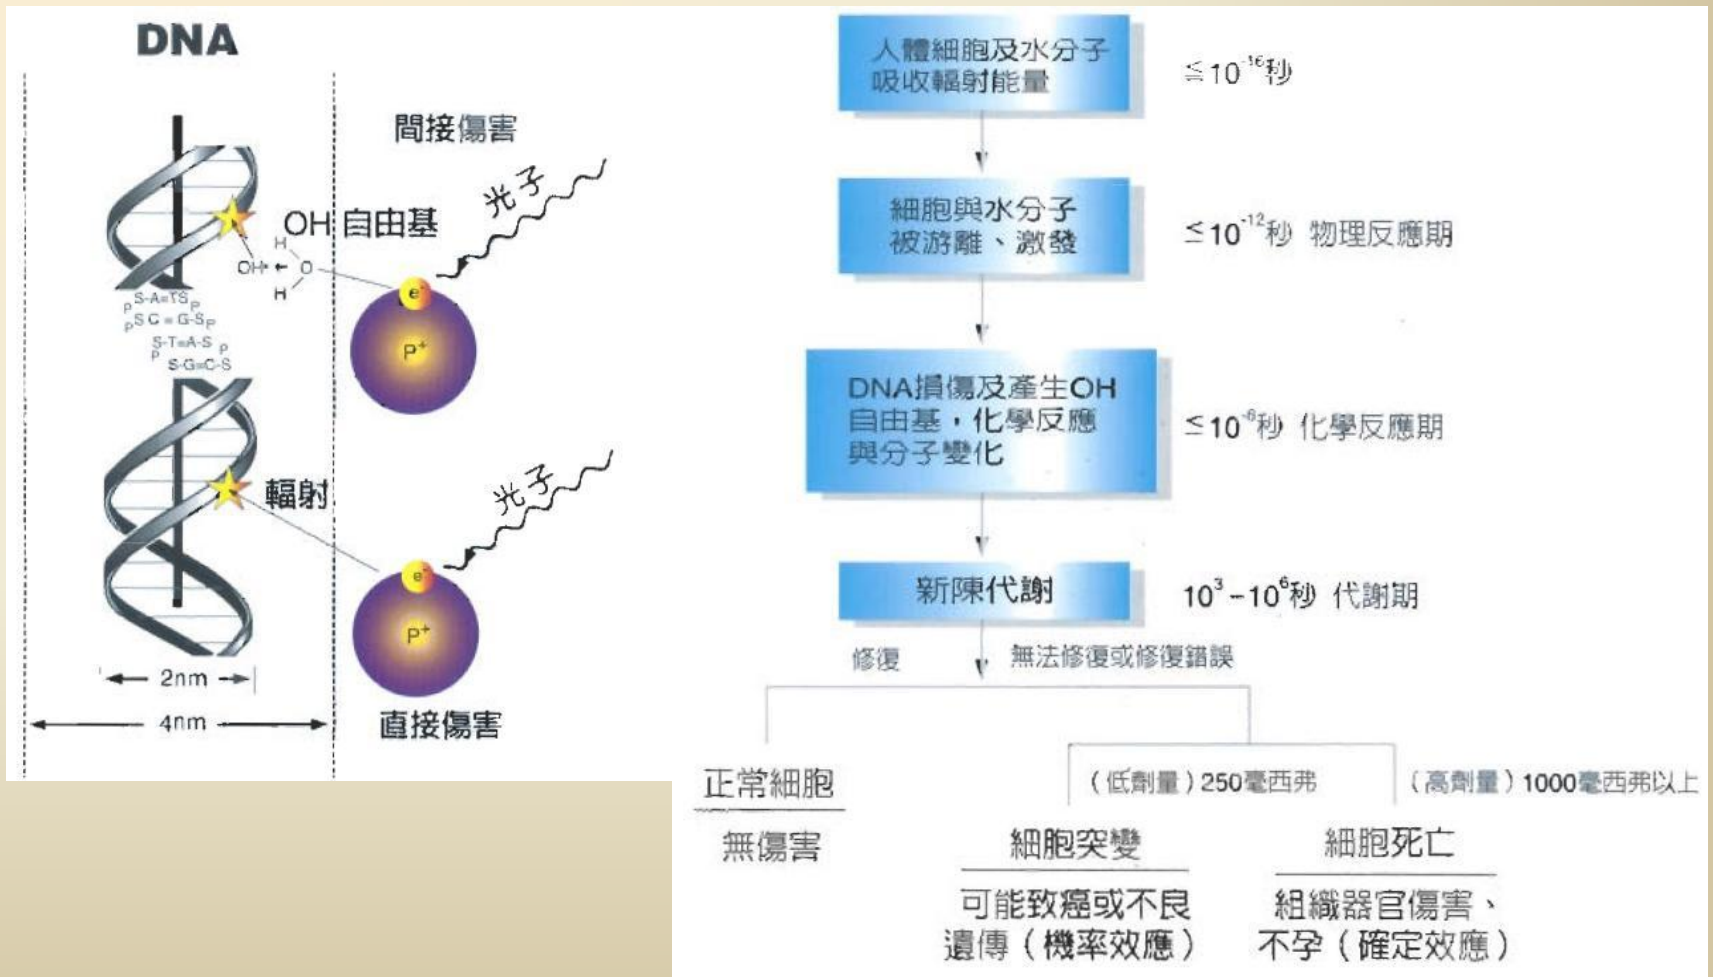 DNA
間接傷害
光子
OH 自由基
H
OH•
O
H
e⁻
P⁺
P S-A=TS P
P S C = G-S P
S-T=A-S P
P S-G=C-S
輻射
光子
e⁻
P⁺
2nm
4nm
直接傷害
人體細胞及水分子
吸收輻射能量
≦10⁻¹⁶秒
細胞與水分子
被游離、激發
≦10⁻¹²秒 物理反應期
DNA損傷及產生OH
自由基，化學反應
與分子變化
≦10⁻⁶秒 化學反應期
新陳代謝
10³–10⁶秒 代謝期
修復
無法修復或修復錯誤
正常細胞
無傷害
（低劑量）250毫西弗
細胞突變
可能致癌或不良
遺傳（機率效應）
（高劑量）1000毫西弗以上
細胞死亡
組織器官傷害、
不孕（確定效應）